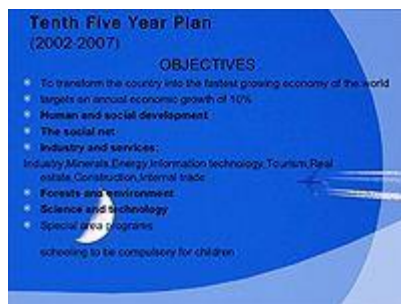 Tenth Five Year Plan
(2002-2007)
OBJECTIVES
To transform the country into the fastest growing economy of the world
targets an annual economic growth of 10%
Human and social development
The social net
Industry and services:
Industry,Minerals,Energy,Information technology,Tourism,Real
estate,Construction,Internal trade
Forests and environment
Science and technology
Special area programs
schooling to be compulsory for children